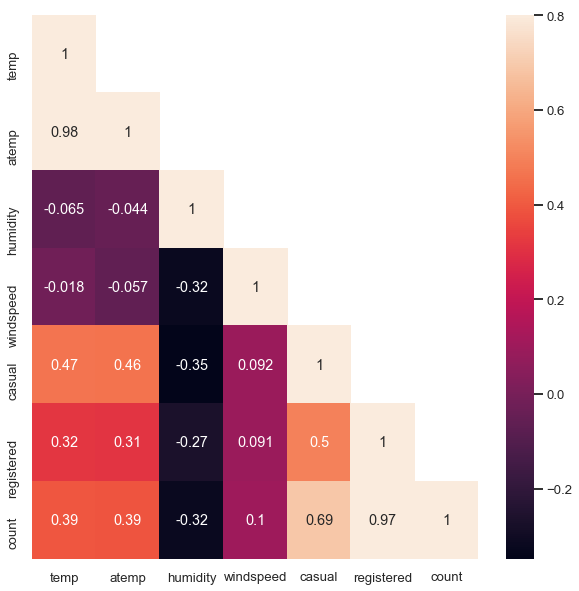 temp 1
atemp 0.98 1
humidity -0.065 -0.044 1
windspeed -0.018 -0.057 -0.32 1
casual 0.47 0.46 -0.35 0.092 1
registered 0.32 0.31 -0.27 0.091 0.5 1
count 0.39 0.39 -0.32 0.1 0.69 0.97 1
temp atemp humidity windspeed casual registered count
0.8
0.6
0.4
0.2
0.0
−0.2